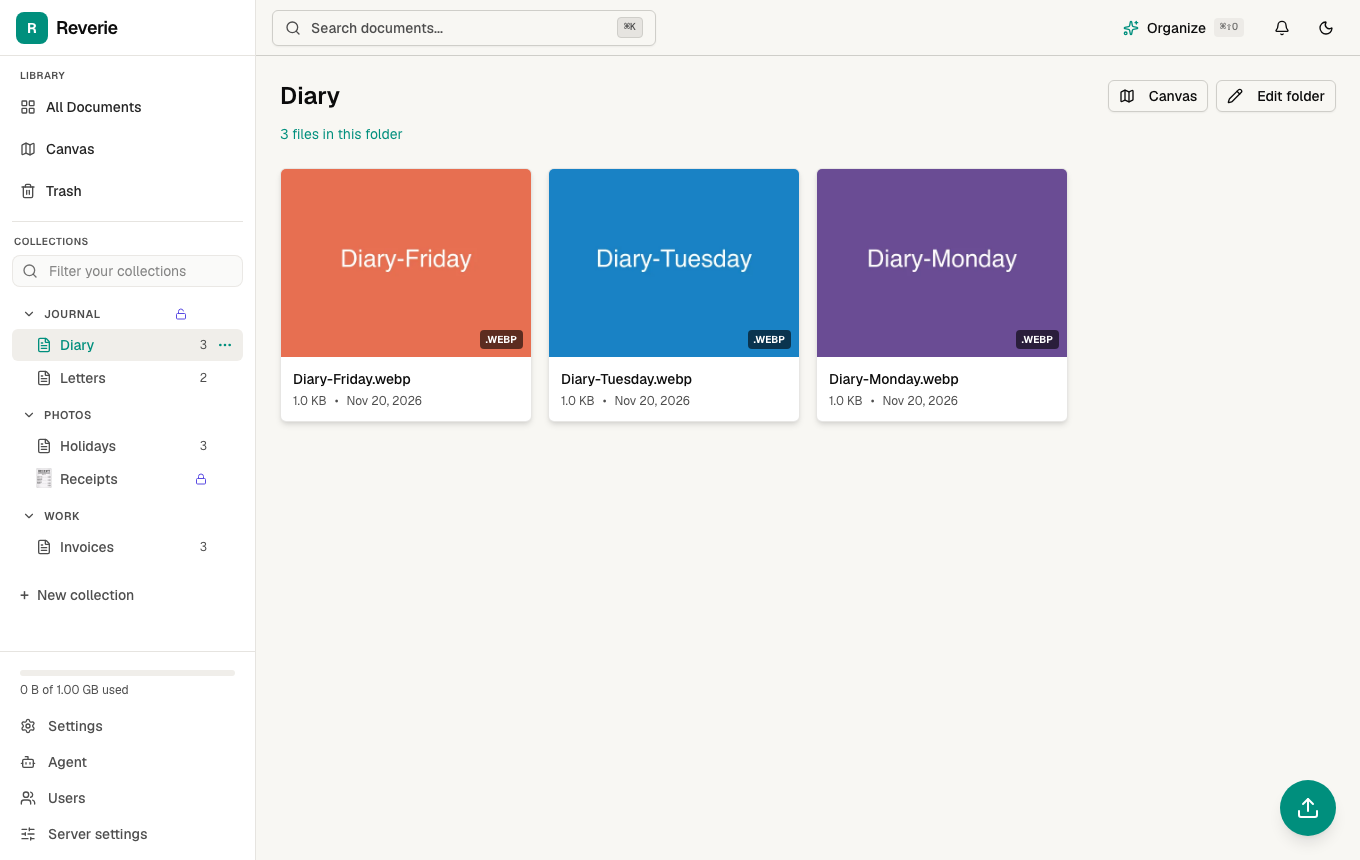 R Reverie
Search documents... ⌘K
Organize ⌘⇧O
LIBRARY
All Documents
Canvas
Trash
COLLECTIONS
Filter your collections
JOURNAL
Diary 3
Letters 2
PHOTOS
Holidays 3
Receipts
WORK
Invoices 3
+ New collection
0 B of 1.00 GB used
Settings
Agent
Users
Server settings
Diary
Canvas
Edit folder
3 files in this folder
Diary-Friday
.WEBP
Diary-Friday.webp
1.0 KB • Nov 20, 2026
Diary-Tuesday
.WEBP
Diary-Tuesday.webp
1.0 KB • Nov 20, 2026
Diary-Monday
.WEBP
Diary-Monday.webp
1.0 KB • Nov 20, 2026